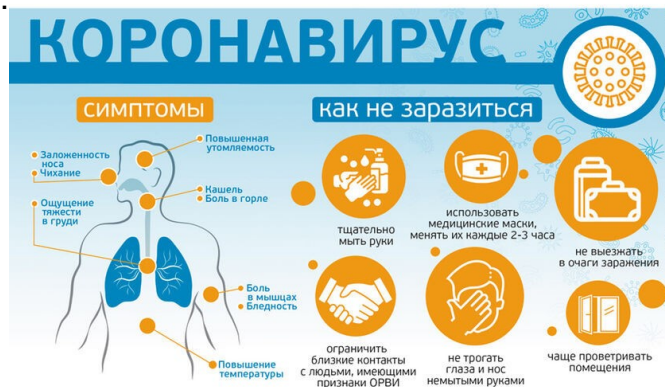 КОРОНАВИРУС
СИМПТОМЫ
Повышенная
утомляемость
Заложенность
носа
Чихание
Кашель
Боль в горле
Ощущение
тяжести
в груди
Боль
в мышцах
Бледность
Повышение
температуры
как не заразиться
тщательно
мыть руки
использовать
медицинские маски,
менять их каждые 2-3 часа
не выезжать
в очаги заражения
ограничить
близкие контакты
с людьми, имеющими
признаки ОРВИ
не трогать
глаза и нос
немытыми руками
чаще проветривать
помещения